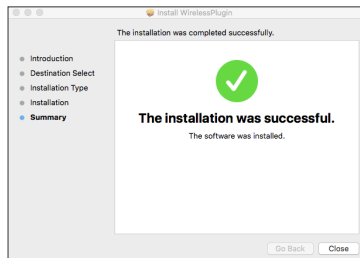 Install WirelessPlugin
The installation was completed successfully.
Introduction
Destination Select
Installation Type
Installation
Summary
The installation was successful.
The software was installed.
Go Back
Close